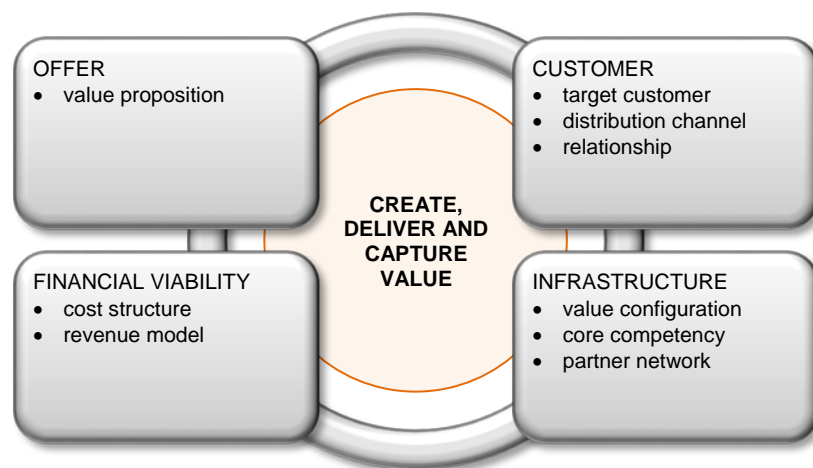 OFFER
• value proposition
CUSTOMER
• target customer
• distribution channel
• relationship
CREATE,
DELIVER AND
CAPTURE
VALUE
FINANCIAL VIABILITY
• cost structure
• revenue model
INFRASTRUCTURE
• value configuration
• core competency
• partner network